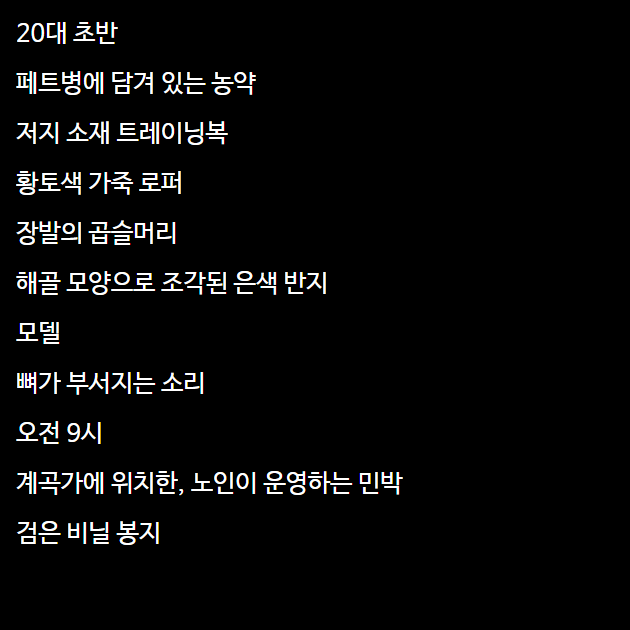 20대 초반
페트병에 담겨 있는 농약
저지 소재 트레이닝복
황토색 가죽 로퍼
장발의 곱슬머리
해골 모양으로 조각된 은색 반지
모델
뼈가 부서지는 소리
오전 9시
계곡가에 위치한, 노인이 운영하는 민박
검은 비닐 봉지